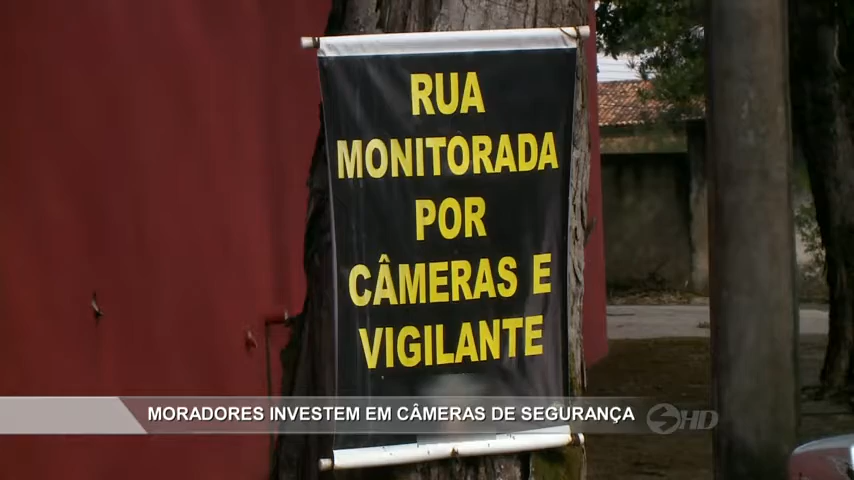 RUA
MONITORADA
POR
CÂMERAS E
VIGILANTE
MORADORES INVESTEM EM CÂMERAS DE SEGURANÇA
HD